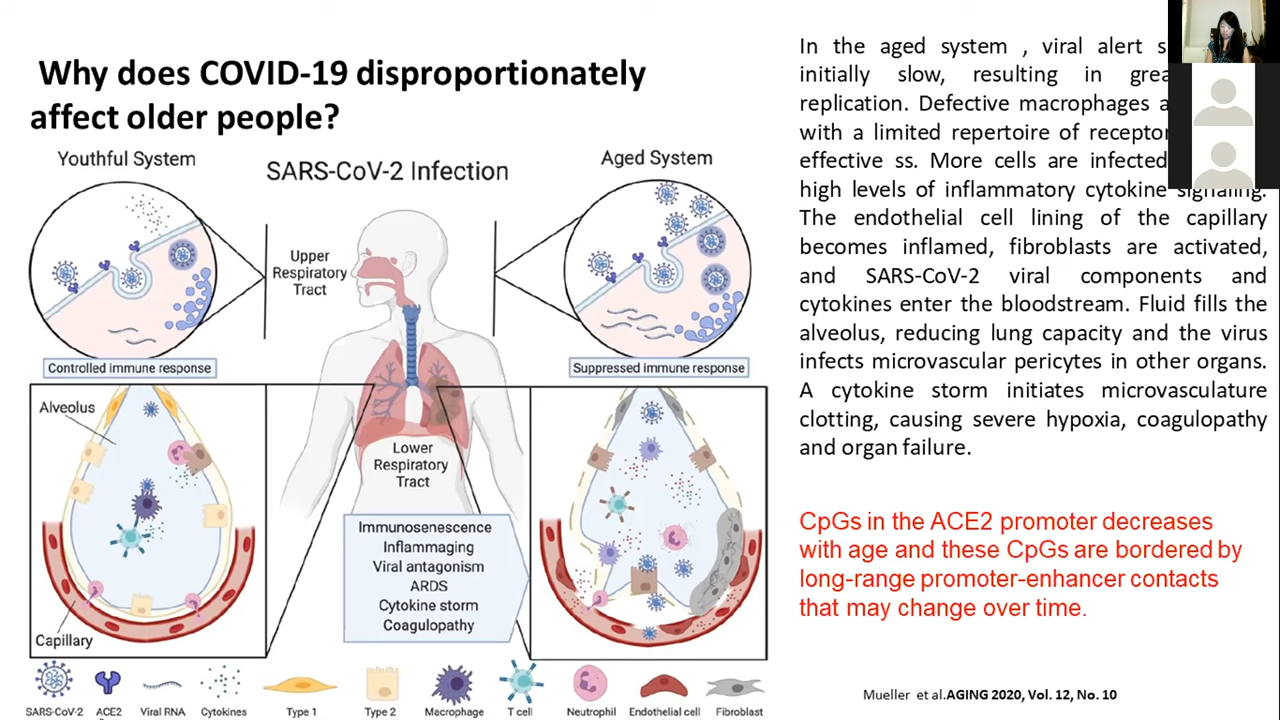 Why does COVID-19 disproportionately
affect older people?
Youthful System
SARS-CoV-2 Infection
Aged System
Upper
Respiratory
Tract
Controlled immune response
Suppressed immune response
Alveolus
Capillary
Lower
Respiratory
Tract
Immunosenescence
Inflammaging
Viral antagonism
ARDS
Cytokine storm
Coagulopathy
SARS-CoV-2
ACE2
Viral RNA
Cytokines
Type 1
Type 2
Macrophage
T cell
Neutrophil
Endothelial cell
Fibroblast
In the aged system , viral alert
initially slow, resulting in
replication. Defective macrophages
with a limited repertoire of
effective ss. More cells are infected
high levels of inflammatory cytokine signaling.
The endothelial cell lining of the capillary
becomes inflamed, fibroblasts are activated,
and SARS-CoV-2 viral components and
cytokines enter the bloodstream. Fluid fills the
alveolus, reducing lung capacity and the virus
infects microvascular pericytes in other organs.
A cytokine storm initiates microvasculature
clotting, causing severe hypoxia, coagulopathy
and organ failure.
CpGs in the ACE2 promoter decreases
with age and these CpGs are bordered by
long-range promoter-enhancer contacts
that may change over time.
Mueller et al.AGING 2020, Vol. 12, No. 10